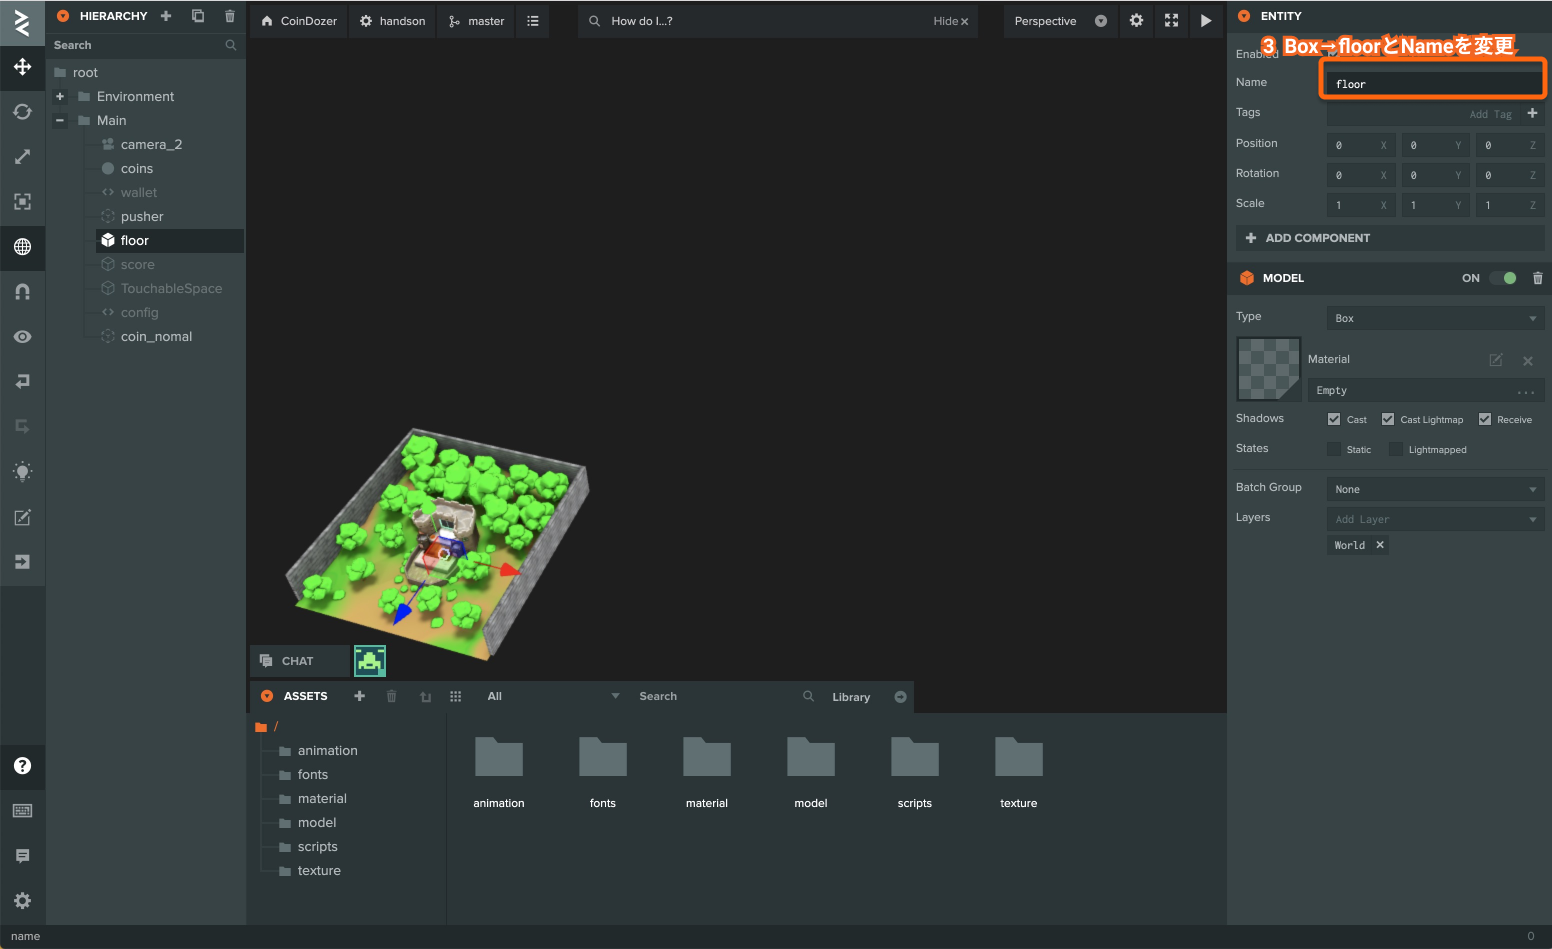 HIERARCHY
Search
root
Environment
Main
camera_2
coins
wallet
pusher
floor
score
TouchableSpace
config
coin_nomal
CoinDozer
handson
master
How do I...?
Hide
Perspective
CHAT
ASSETS
All
Search
Library
/
animation
fonts
material
model
scripts
texture
animation
fonts
material
model
scripts
texture
ENTITY
3 Box→floorとNameを変更
Enabled
Name
floor
Tags
Add Tag
Position
0 X 0 Y 0 Z
Rotation
0 X 0 Y 0 Z
Scale
1 X 1 Y 1 Z
ADD COMPONENT
MODEL
ON
Type
Box
Material
Empty
...
Shadows
Cast
Cast Lightmap
Receive
States
Static
Lightmapped
Batch Group
None
Layers
Add Layer
World
name
0